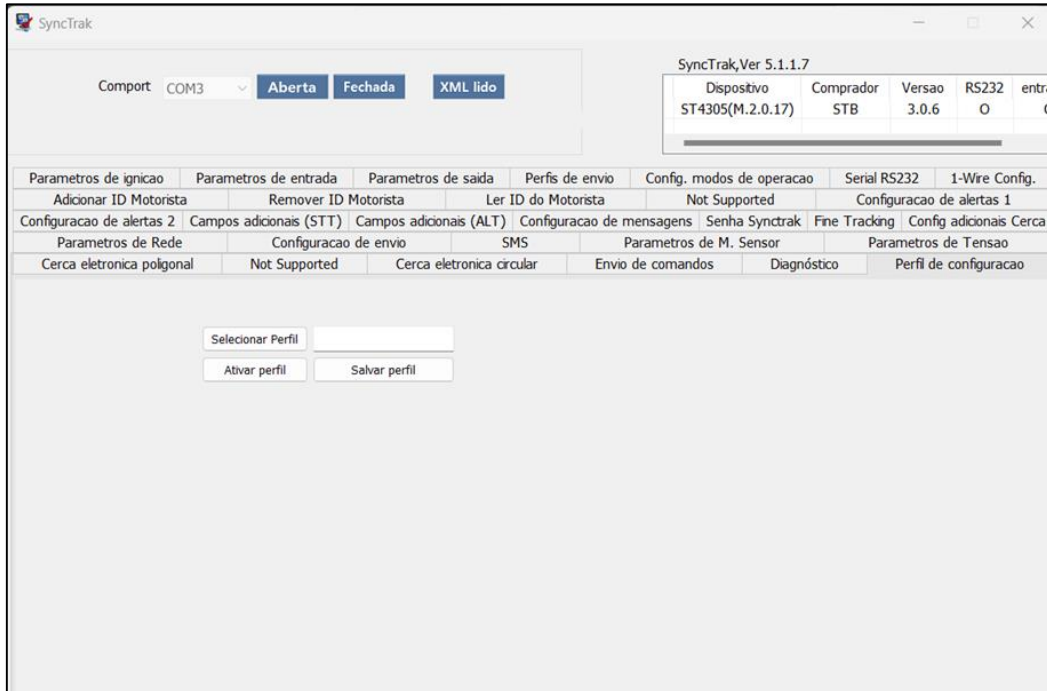 SyncTrak
SyncTrak,Ver 5.1.1.7
Comport COM3 Aberta Fechada XML lido
Dispositivo Comprador Versao RS232
ST4305(M.2.0.17) STB 3.0.6 O
Parametros de ignicao Parametros de entrada Parametros de saida Perfis de envio Config. modos de operacao Serial RS232 1-Wire Config.
Adicionar ID Motorista Remover ID Motorista Ler ID do Motorista Not Supported Configuracao de alertas 1
Configuracao de alertas 2 Campos adicionais (STT) Campos adicionais (ALT) Configuracao de mensagens Senha Synctrak Fine Tracking Config adicionais Cerca
Parametros de Rede Configuracao de envio SMS Parametros de M. Sensor Parametros de Tensao
Cerca eletronica poligonal Not Supported Cerca eletronica circular Envio de comandos Diagnóstico Perfil de configuracao
Selecionar Perfil
Ativar perfil Salvar perfil